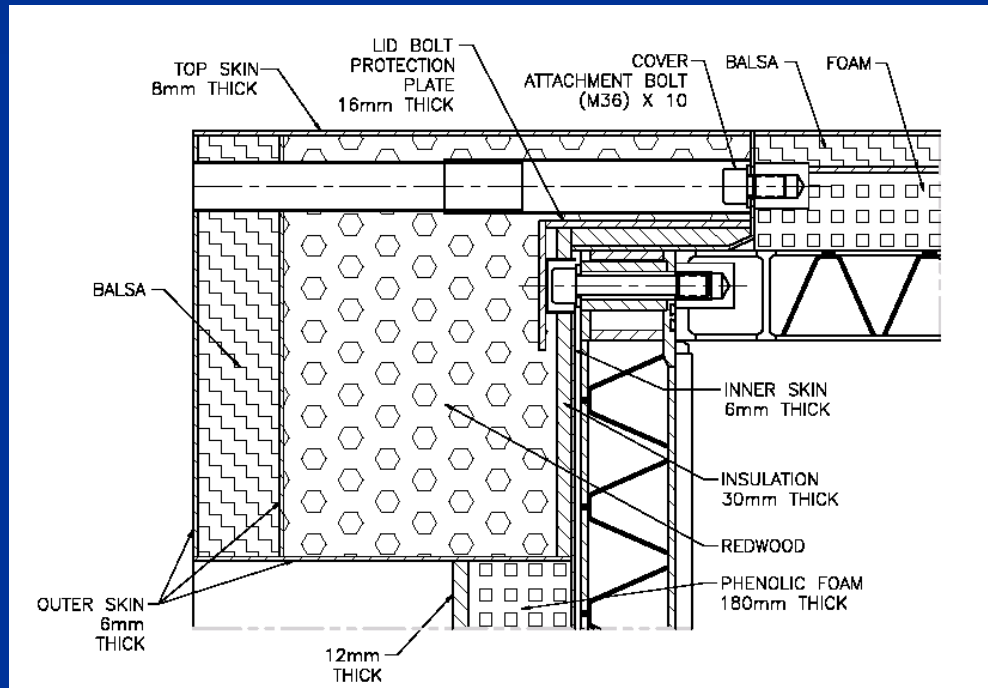 LID BOLT
PROTECTION
PLATE
16mm THICK
TOP SKIN
8mm THICK
COVER
ATTACHMENT BOLT
(M36) X 10
BALSA
FOAM
BALSA
INNER SKIN
6mm THICK
INSULATION
30mm THICK
REDWOOD
PHENOLIC FOAM
180mm THICK
OUTER SKIN
6mm
THICK
12mm
THICK